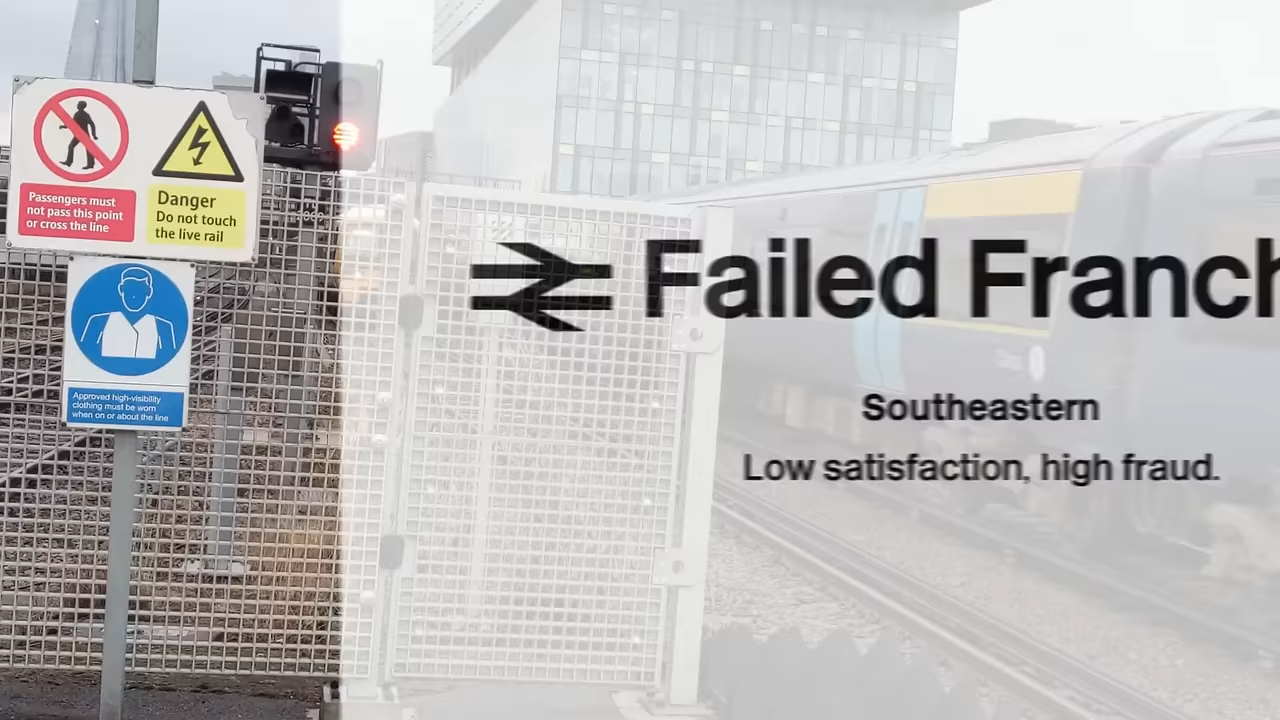 Passengers must
not pass this point
or cross the line
Danger
Do not touch
the live rail
Approved high-visibility
clothing must be worn
when on or about the line
Failed Franch
Southeastern
Low satisfaction, high fraud.